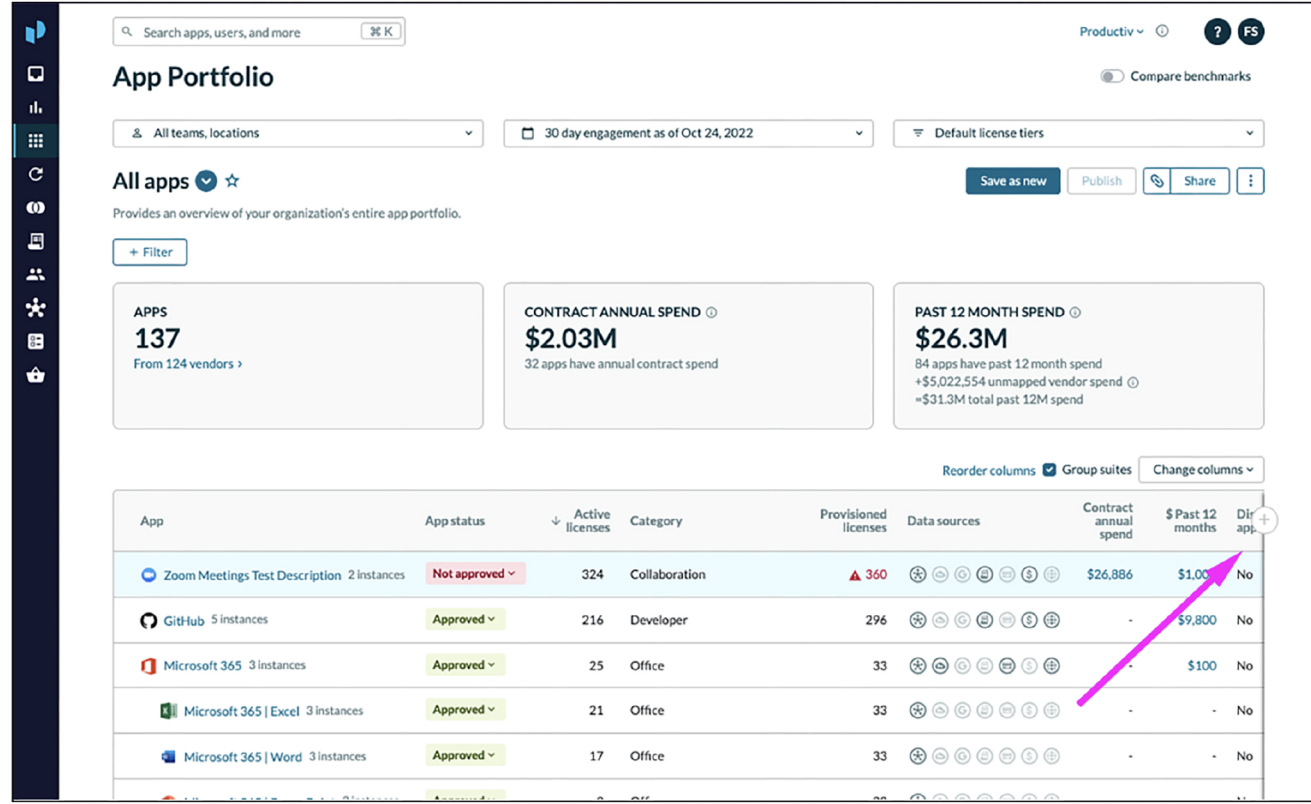 Search apps, users, and more ⌘ K
Productiv
? FS
App Portfolio
Compare benchmarks
All teams, locations
30 day engagement as of Oct 24, 2022
Default license tiers
All apps
Save as new
Publish
Share
Provides an overview of your organization's entire app portfolio.
+ Filter
APPS
137
From 124 vendors ›
CONTRACT ANNUAL SPEND
$2.03M
32 apps have annual contract spend
PAST 12 MONTH SPEND
$26.3M
84 apps have past 12 month spend
+$5,022,554 unmapped vendor spend
=$31.3M total past 12M spend
Reorder columns Group suites Change columns
App
App status
Active
licenses
Category
Provisioned
licenses
Data sources
Contract
annual
spend
$ Past 12
months
Zoom Meetings Test Description 2 instances Not approved 324 Collaboration 360 $26,886 No
GitHub 5 instances Approved 216 Developer 296 - $9,800 No
Microsoft 365 3 instances Approved 25 Office 33 - $100 No
Microsoft 365 | Excel 3 instances Approved 21 Office 33 - - No
Microsoft 365 | Word 3 instances Approved 17 Office 33 - - No